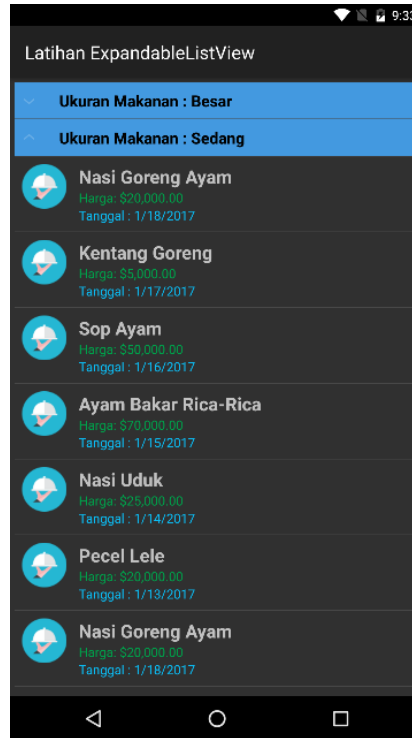 9:33
Latihan ExpandableListView
Ukuran Makanan : Besar
Ukuran Makanan : Sedang
Nasi Goreng Ayam
Harga: $20,000.00
Tanggal : 1/18/2017
Kentang Goreng
Harga: $5,000.00
Tanggal : 1/17/2017
Sop Ayam
Harga: $50,000.00
Tanggal : 1/16/2017
Ayam Bakar Rica-Rica
Harga: $70,000.00
Tanggal : 1/15/2017
Nasi Uduk
Harga: $25,000.00
Tanggal : 1/14/2017
Pecel Lele
Harga: $20,000.00
Tanggal : 1/13/2017
Nasi Goreng Ayam
Harga: $20,000.00
Tanggal : 1/18/2017